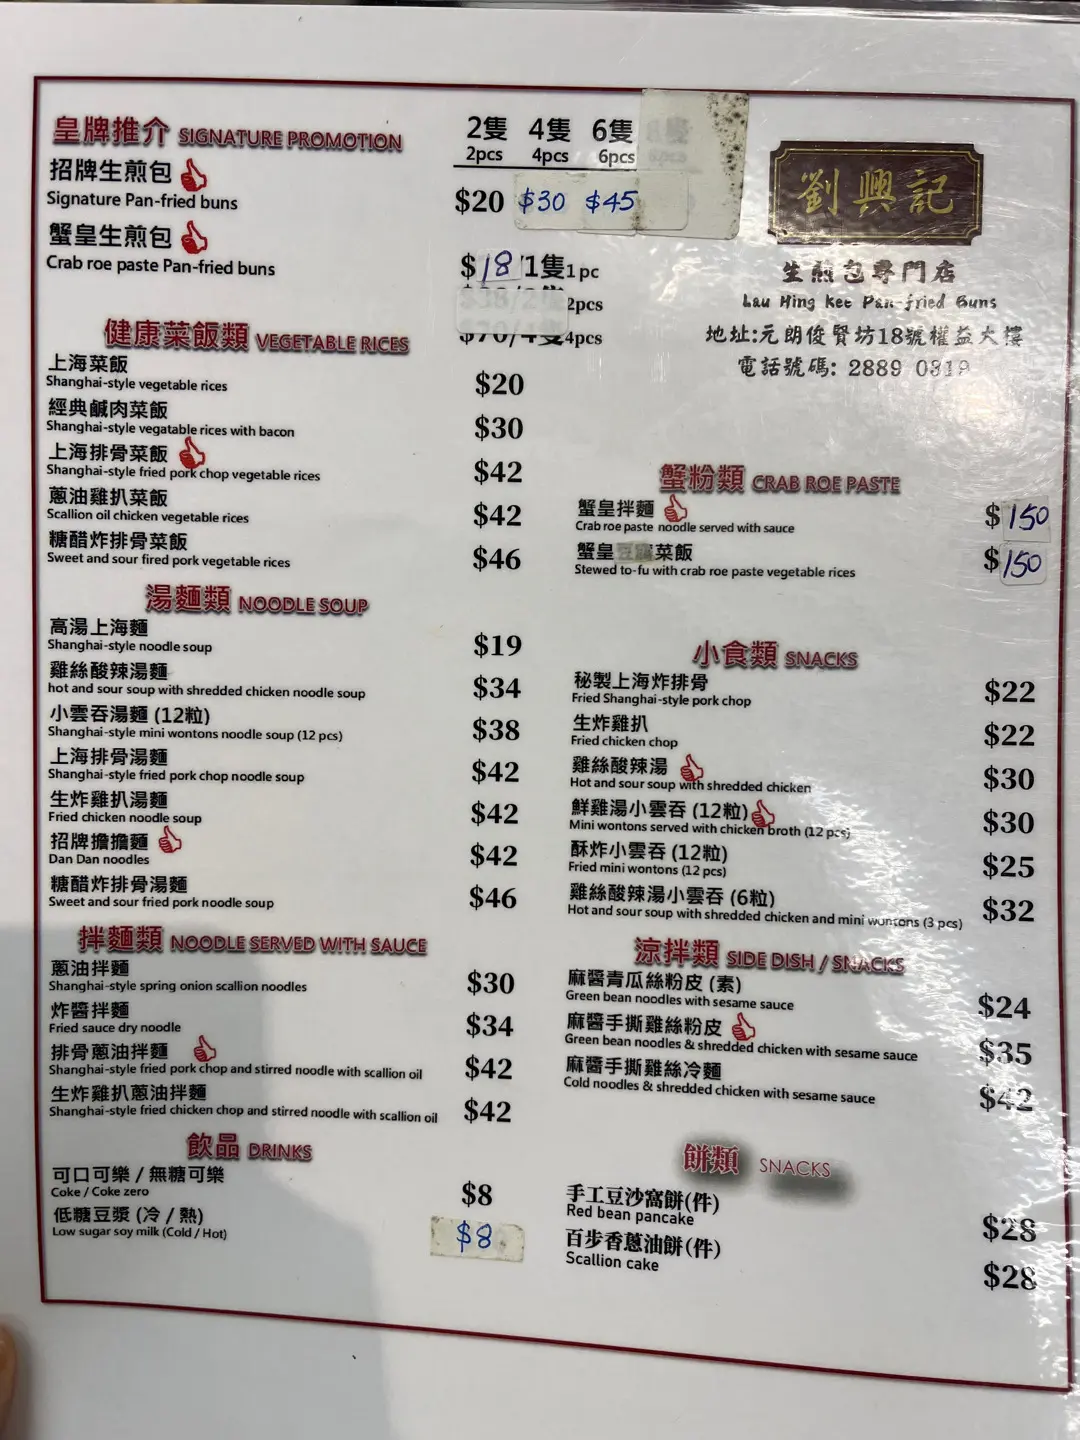 皇牌推介 SIGNATURE PROMOTION
2隻 4隻 6隻
2pcs 4pcs 6pcs
招牌生煎包
Signature Pan-fried buns
$20 $30 $45
蟹皇生煎包
Crab roe paste Pan-fried buns
$18/1隻 1 pc
2pcs
$70/4隻 4pcs
健康菜飯類 VEGETABLE RICES
上海菜飯
Shanghai-style vegetable rices
$20
經典鹹肉菜飯
Shanghai-style vegatable rices with bacon
$30
上海排骨菜飯
Shanghai-style fried pork chop vegetable rices
$42
蔥油雞扒菜飯
Scallion oil chicken vegetable rices
$42
糖醋炸排骨菜飯
Sweet and sour fired pork vegetable rices
$46
湯麵類 NOODLE SOUP
高湯上海麵
Shanghai-style noodle soup
$19
雞絲酸辣湯麵
hot and sour soup with shredded chicken noodle soup
$34
小雲吞湯麵 (12粒)
Shanghai-style mini wontons noodle soup (12 pcs)
$38
上海排骨湯麵
Shanghai-style fried pork chop noodle soup
$42
生炸雞扒湯麵
Fried chicken noodle soup
$42
招牌擔擔麵
Dan Dan noodles
$42
糖醋炸排骨湯麵
Sweet and sour fried pork noodle soup
$46
拌麵類 NOODLE SERVED WITH SAUCE
蔥油拌麵
Shanghai-style spring onion scallion noodles
$30
炸醬拌麵
Fried sauce dry noodle
$34
排骨蔥油拌麵
Shanghai-style fried pork chop and stirred noodle with scallion oil
$42
生炸雞扒蔥油拌麵
Shanghai-style fried chicken chop and stirred noodle with scallion oil
$42
飲品 DRINKS
可口可樂 / 無糖可樂
Coke / Coke zero
$8
低糖豆漿 (冷 / 熱)
Low sugar soy milk (Cold / Hot)
$8
劉興記
生煎包專門店
Lau Hing Kee Pan-fried Buns
地址:元朗俊賢坊18號權益大樓
電話號碼: 2889 0819
蟹粉類 CRAB ROE PASTE
蟹皇拌麵
Crab roe paste noodle served with sauce
$150
蟹皇菜飯
Stewed to-fu with crab roe paste vegetable rices
$150
小食類 SNACKS
秘製上海炸排骨
Fried Shanghai-style pork chop
$22
生炸雞扒
Fried chicken chop
$22
雞絲酸辣湯
Hot and sour soup with shredded chicken
$30
鮮雞湯小雲吞 (12粒)
Mini wontons served with chicken broth (12 pcs)
$30
酥炸小雲吞 (12粒)
Fried mini wontons (12 pcs)
$25
雞絲酸辣湯小雲吞 (6粒)
Hot and sour soup with shredded chicken and mini wontons (3 pcs)
$32
涼拌類 SIDE DISH / SNACKS
麻醬青瓜絲粉皮 (素)
Green bean noodles with sesame sauce
$24
麻醬手撕雞絲粉皮
Green bean noodles & shredded chicken with sesame sauce
$35
麻醬手撕雞絲冷麵
Cold noodles & shredded chicken with sesame sauce
$42
餅類 SNACKS
手工豆沙窩餅(件)
Red bean pancake
$28
百步香蔥油餅(件)
Scallion cake
$28